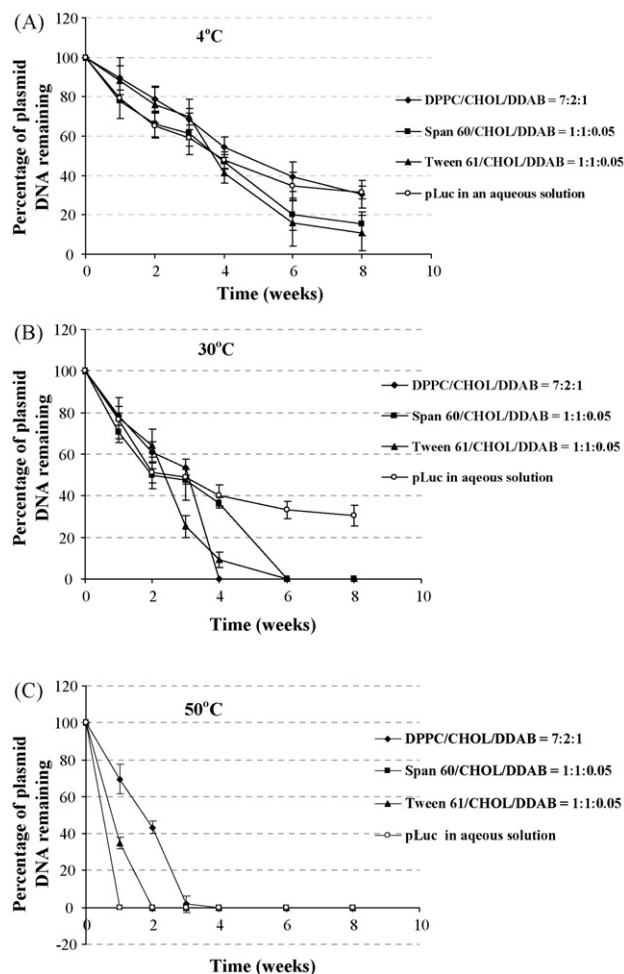 (A)
4°C
120
100
80
60
40
20
0
0 2 4 6 8 10
Percentage of plasmid
DNA remaining
Time (weeks)
DPPC/CHOL/DDAB = 7:2:1
Span 60/CHOL/DDAB = 1:1:0.05
Tween 61/CHOL/DDAB = 1:1:0.05
pLuc in an aqueous solution
(B)
30°C
120
100
80
60
40
20
0
0 2 4 6 8 10
Percentage of plasmid
DNA remaining
Time (weeks)
DPPC/CHOL/DDAB = 7:2:1
Span 60/CHOL/DDAB = 1:1:0.05
Tween 61/CHOL/DDAB = 1:1:0.05
pLuc in aqeous solution
(C)
50°C
120
100
80
60
40
20
0
-20
0 2 4 6 8 10
Percentage of plasmid
DNA remaining
Time (weeks)
DPPC/CHOL/DDAB = 7:2:1
Span 60/CHOL/DDAB = 1:1:0.05
Tween 61/CHOL/DDAB = 1:1:0.05
pLuc in aqeous solution